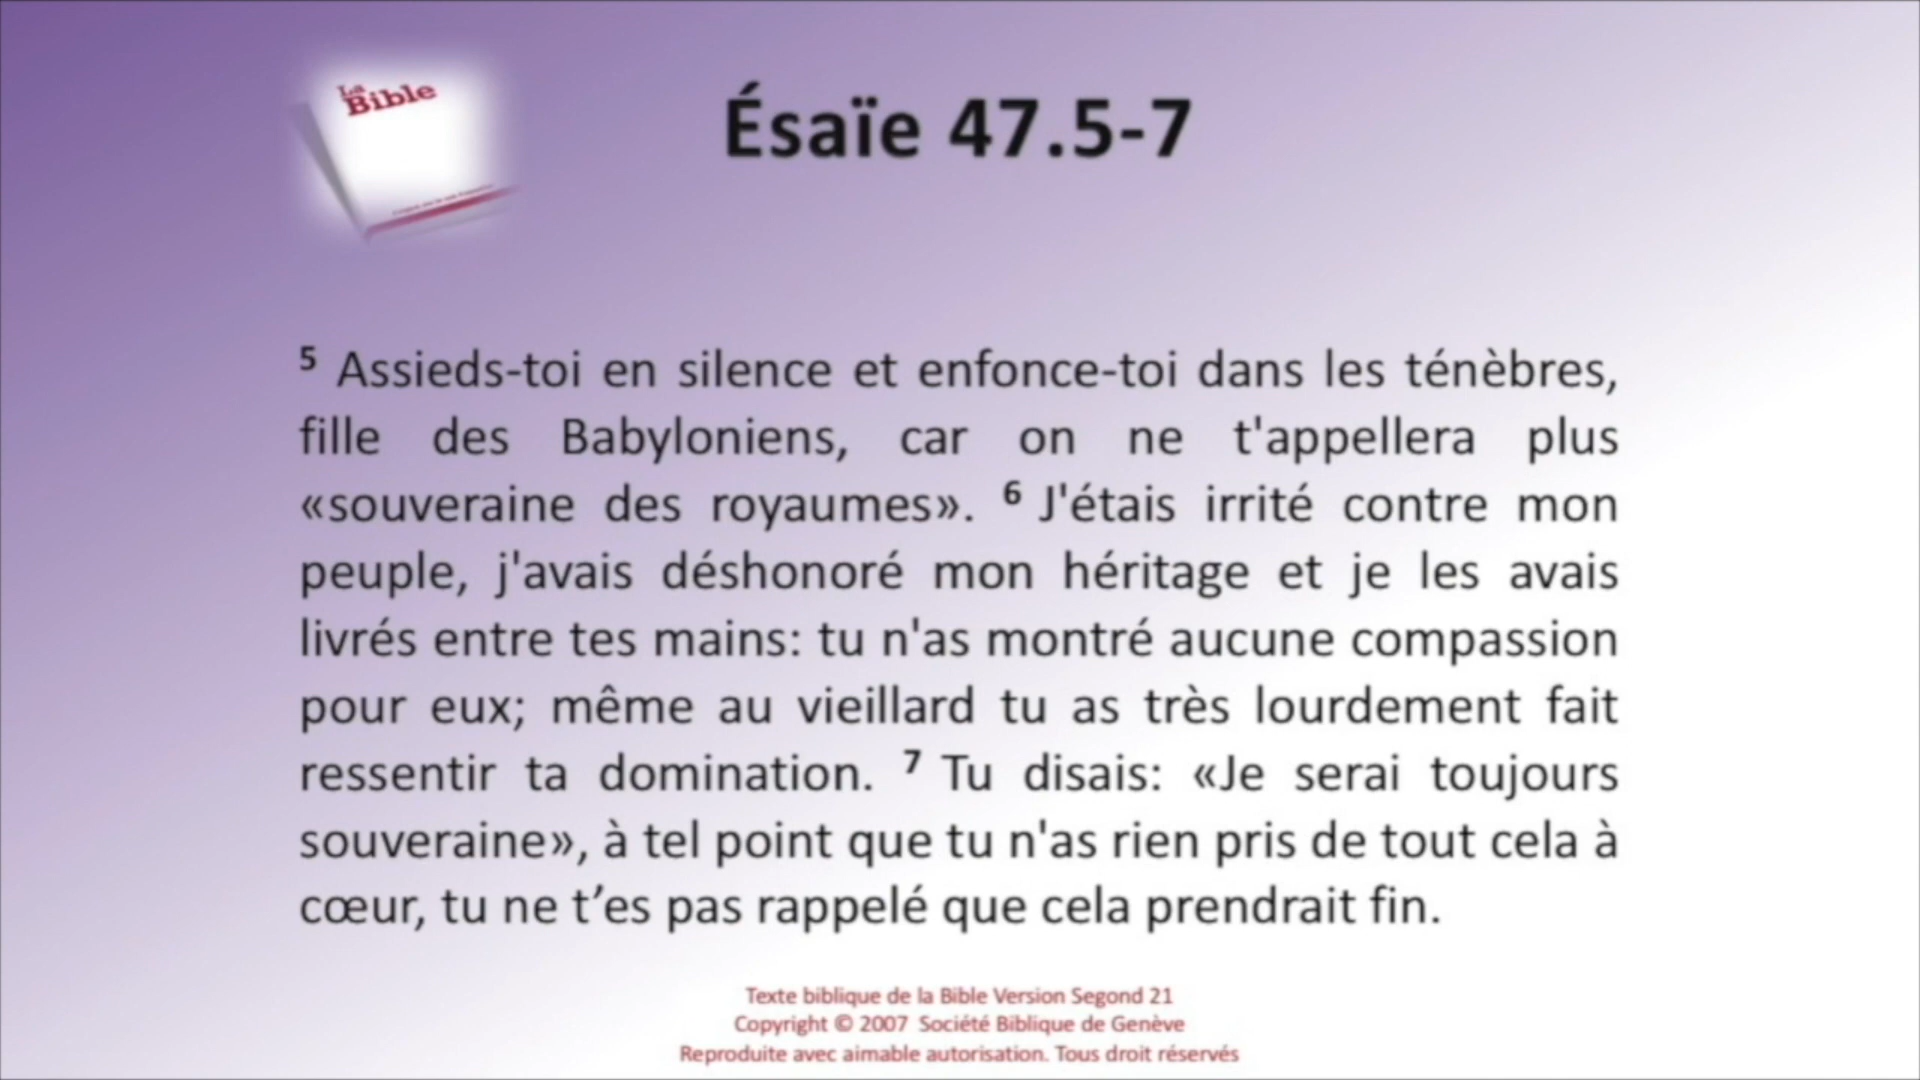 La
Bible
Ésaïe 47.5-7
5 Assieds-toi en silence et enfonce-toi dans les ténèbres,
fille des Babyloniens, car on ne t'appellera plus
«souveraine des royaumes». 6 J'étais irrité contre mon
peuple, j'avais déshonoré mon héritage et je les avais
livrés entre tes mains: tu n'as montré aucune compassion
pour eux; même au vieillard tu as très lourdement fait
ressentir ta domination. 7 Tu disais: «Je serai toujours
souveraine», à tel point que tu n'as rien pris de tout cela à
cœur, tu ne t’es pas rappelé que cela prendrait fin.
Texte biblique de la Bible Version Segond 21
Copyright © 2007 Société Biblique de Genève
Reproduite avec aimable autorisation. Tous droit réservés